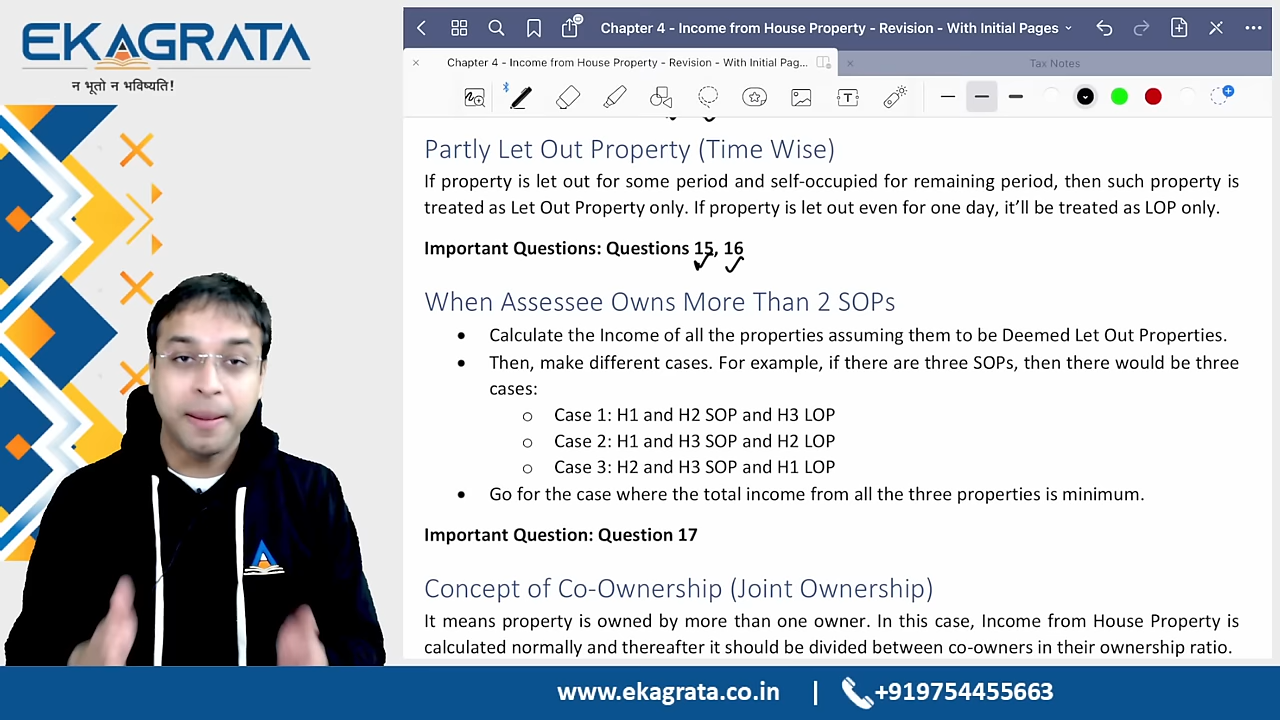 EKAGRATA
न भूतो न भविष्यति!
Chapter 4 - Income from House Property - Revision - With Initial Pages
Chapter 4 - Income from House Property - Revision - With Initial Pag...
Tax Notes
Partly Let Out Property (Time Wise)
If property is let out for some period and self-occupied for remaining period, then such property is
treated as Let Out Property only. If property is let out even for one day, it'll be treated as LOP only.
Important Questions: Questions 15, 16
When Assessee Owns More Than 2 SOPs
• Calculate the Income of all the properties assuming them to be Deemed Let Out Properties.
• Then, make different cases. For example, if there are three SOPs, then there would be three
cases:
o Case 1: H1 and H2 SOP and H3 LOP
o Case 2: H1 and H3 SOP and H2 LOP
o Case 3: H2 and H3 SOP and H1 LOP
• Go for the case where the total income from all the three properties is minimum.
Important Question: Question 17
Concept of Co-Ownership (Joint Ownership)
It means property is owned by more than one owner. In this case, Income from House Property is
calculated normally and thereafter it should be divided between co-owners in their ownership ratio.
www.ekagrata.co.in | +919754455663